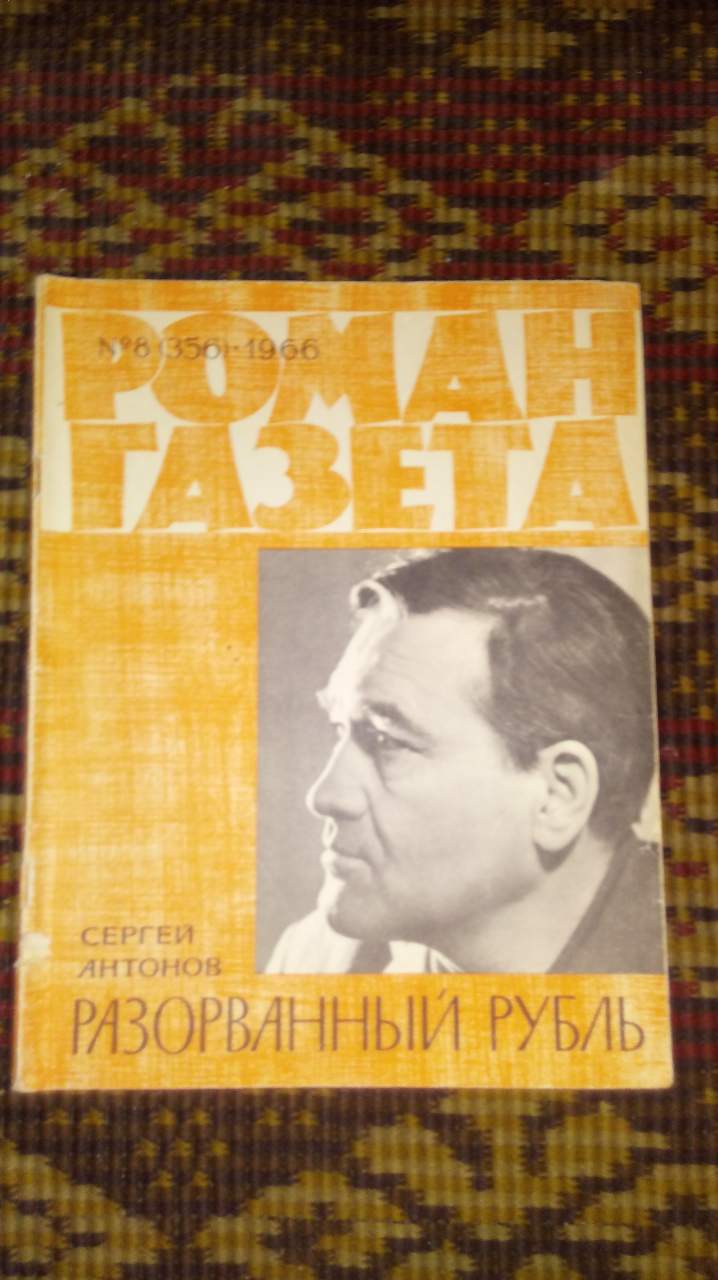 №8 (356)·1966
РОМАН
ГАЗЕТА
СЕРГЕЙ
АНТОНОВ
РАЗОРВАННЫЙ РУБЛЬ